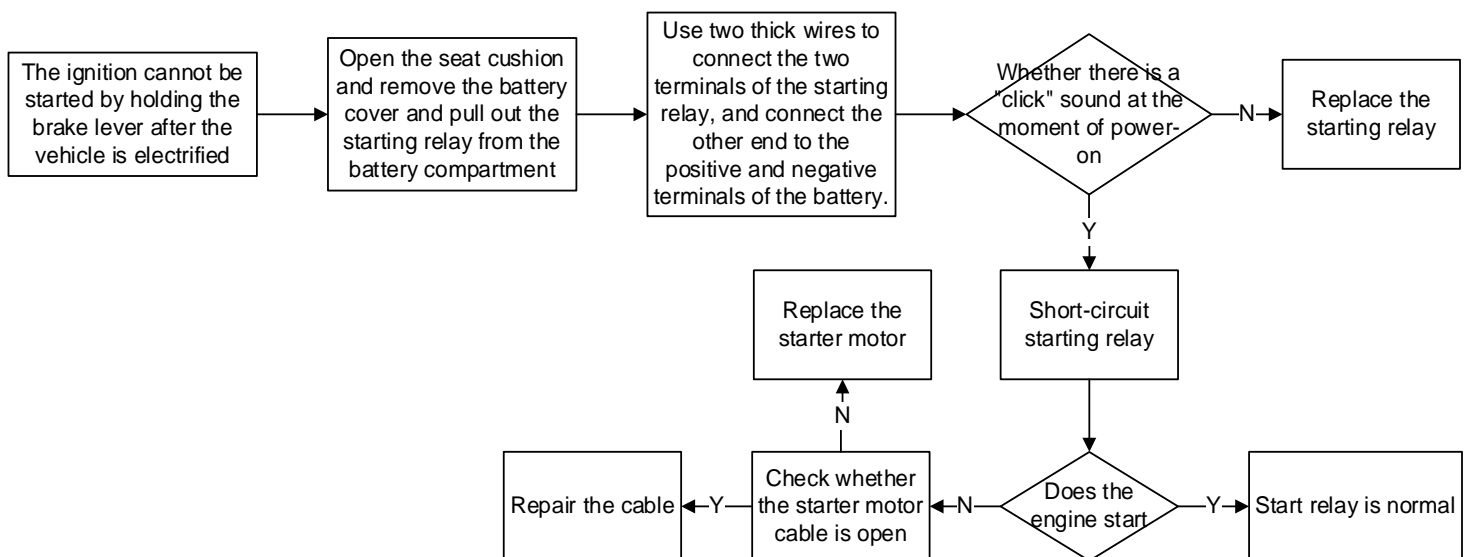 The ignition cannot be
started by holding the
brake lever after the
vehicle is electrified
Open the seat cushion
and remove the battery
cover and pull out the
starting relay from the
battery compartment
Use two thick wires to
connect the two
terminals of the starting
relay, and connect the
other end to the
positive and negative
terminals of the battery.
Whether there is a
"click" sound at the
moment of power-
on
N
Replace the
starting relay
Y
Short-circuit
starting relay
Does the
engine start
Y
Start relay is normal
N
Check whether
the starter motor
cable is open
N
Replace the
starter motor
Y
Repair the cable